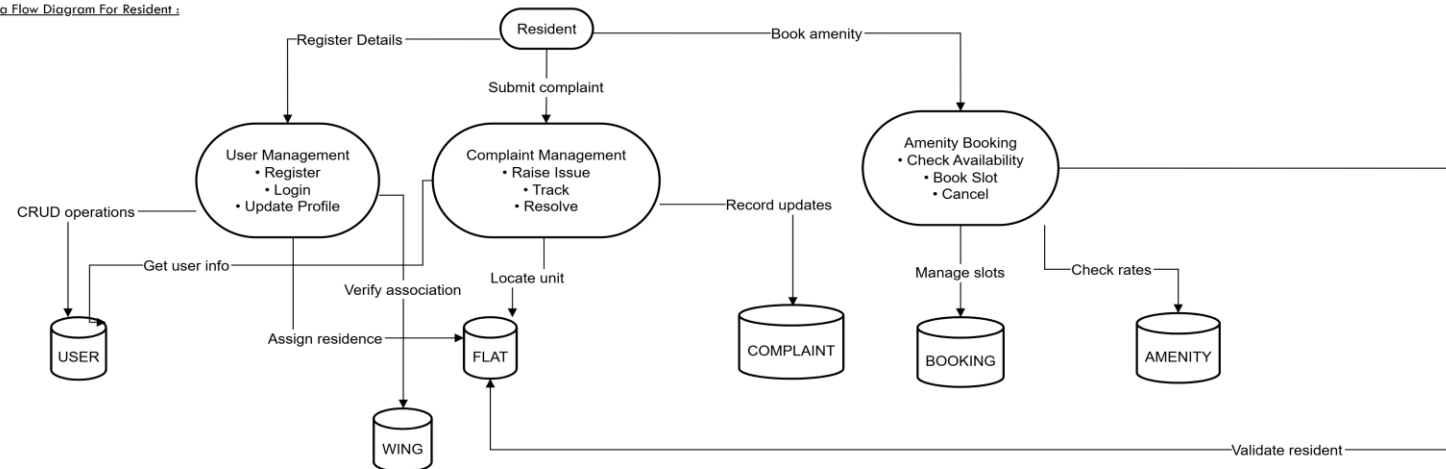 a Flow Diagram For Resident :
Resident
Register Details
Book amenity
Submit complaint
User Management
• Register
• Login
• Update Profile
Complaint Management
• Raise Issue
• Track
• Resolve
Amenity Booking
• Check Availability
• Book Slot
• Cancel
CRUD operations
Record updates
Get user info
Locate unit
Manage slots
Check rates
Verify association
Assign residence
USER
FLAT
COMPLAINT
BOOKING
AMENITY
WING
Validate resident